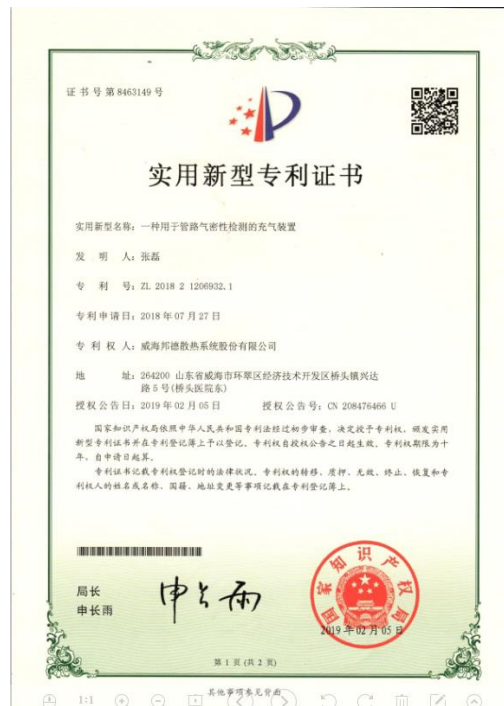 证书号第8463149号
实用新型专利证书
实用新型名称：一种用于管路气密性检测的充气装置
发明人：张磊
专利号：ZL 2018 2 1206932.1
专利申请日：2018年07月27日
专利权人：威海邦德散热系统股份有限公司
地址：264200 山东省威海市环翠区经济技术开发区桥头镇兴达
路5号(桥头医院东)
授权公告日：2019年02月05日 授权公告号：CN 208476466 U
国家知识产权局依照中华人民共和国专利法经过初步审查，决定授予专利权，颁发实用
新型专利证书并在专利登记簿上予以登记。专利权自授权公告之日起生效。专利权期限为十
年，自申请日起算。
专利证书记载专利权登记时的法律状况。专利权的转移、质押、无效、终止、恢复和专
利权人的姓名或名称、国籍、地址变更等事项记载在专利登记簿上。
局长
申长雨
申长雨
国家知识产权局
2019年02月05日
第1页(共2页)
其他事项参见背面
1:1